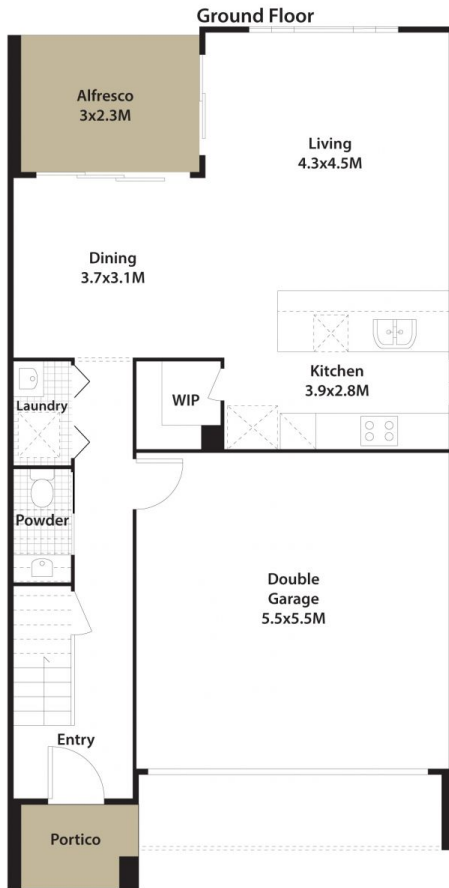 Ground Floor
Alfresco
3x2.3M
Living
4.3x4.5M
Dining
3.7x3.1M
Kitchen
3.9x2.8M
WIP
Laundry
Powder
Double
Garage
5.5x5.5M
Entry
Portico